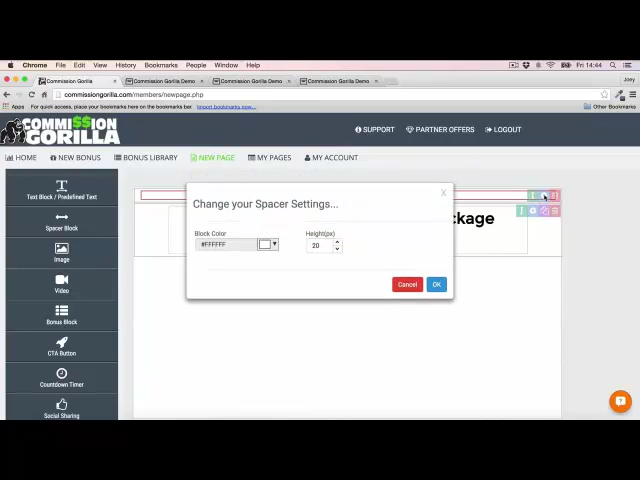 Chrome File Edit View History Bookmarks People Window Help
Fri 14:44
Commission Gorilla
Commission Gorilla Demo
Commission Gorilla Demo
Commission Gorilla Demo
Joey
commissiongorilla.com/members/newpage.php
Apps For quick access, place your bookmarks here on the bookmarks bar. Import bookmarks now...
Other Bookmarks
COMMI$$ION
GORILLA
SUPPORT PARTNER OFFERS LOGOUT
HOME NEW BONUS BONUS LIBRARY NEW PAGE MY PAGES MY ACCOUNT
Text Block / Predefined Text
Spacer Block
Image
Video
Bonus Block
CTA Button
Countdown Timer
Social Sharing
ckage
X
Change your Spacer Settings...
Block Color Height(px)
#FFFFFF 20
Cancel OK